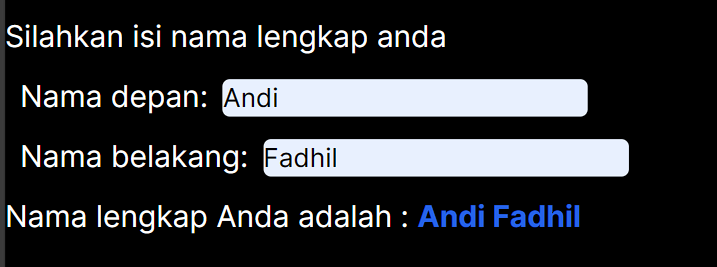 Silahkan isi nama lengkap anda
Nama depan: Andi
Nama belakang: Fadhil
Nama lengkap Anda adalah : Andi Fadhil